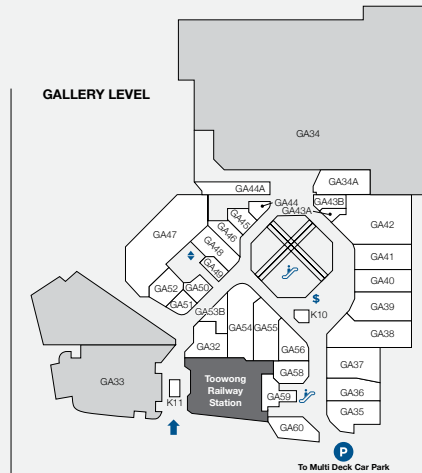 GALLERY LEVEL
GA34
GA34A
GA44A
GA44
GA43B
GA43A
GA45
GA46
GA42
GA47
GA48
GA41
GA49
GA40
GA52
GA50
GA51
$
GA39
GA53B
K10
GA38
GA54
GA55
GA32
GA56
GA37
GA58
GA33
Toowong
Railway
Station
K11
GA59
GA36
GA35
GA60
P
To Multi Deck Car Park